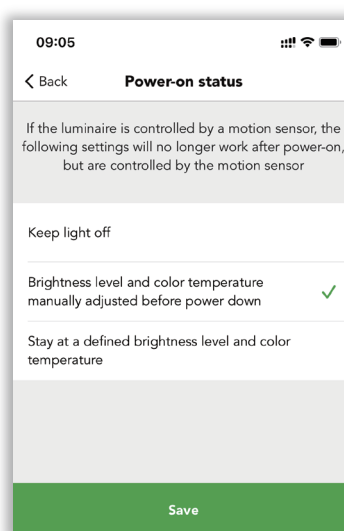 09:05
Back
Power-on status
If the luminaire is controlled by a motion sensor, the
following settings will no longer work after power-on,
but are controlled by the motion sensor
Keep light off
Brightness level and color temperature
manually adjusted before power down
Stay at a defined brightness level and color
temperature
Save